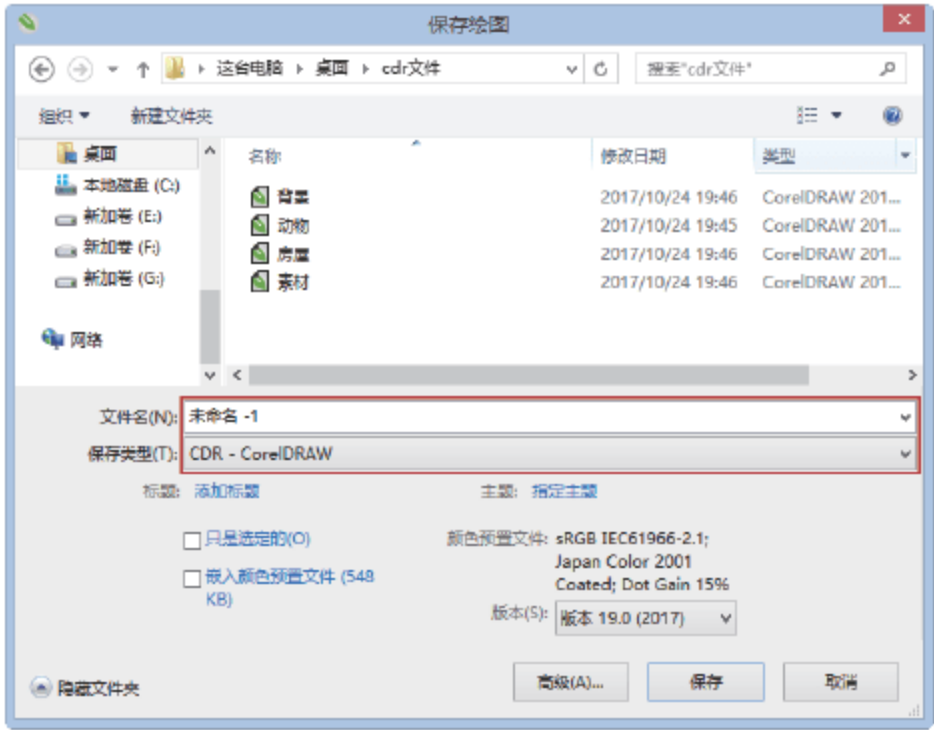 保存绘图
这台电脑 桌面 cdr文件 搜索"cdr文件"
组织 新建文件夹
桌面 名称 修改日期 类型
本地磁盘 (C:)
新加卷 (E:)
新加卷 (F:)
新加卷 (G:)
网络
背景 2017/10/24 19:46 CorelDRAW 201...
动物 2017/10/24 19:45 CorelDRAW 201...
房屋 2017/10/24 19:46 CorelDRAW 201...
素材 2017/10/24 19:46 CorelDRAW 201...
文件名(N): 未命名 -1
保存类型(T): CDR - CorelDRAW
标题: 添加标题 主题: 指定主题
只是选定的(O)
嵌入颜色预置文件 (548
KB)
颜色预置文件: sRGB IEC61966-2.1;
Japan Color 2001
Coated; Dot Gain 15%
版本(S): 版本 19.0 (2017)
隐藏文件夹 高级(A)... 保存 取消